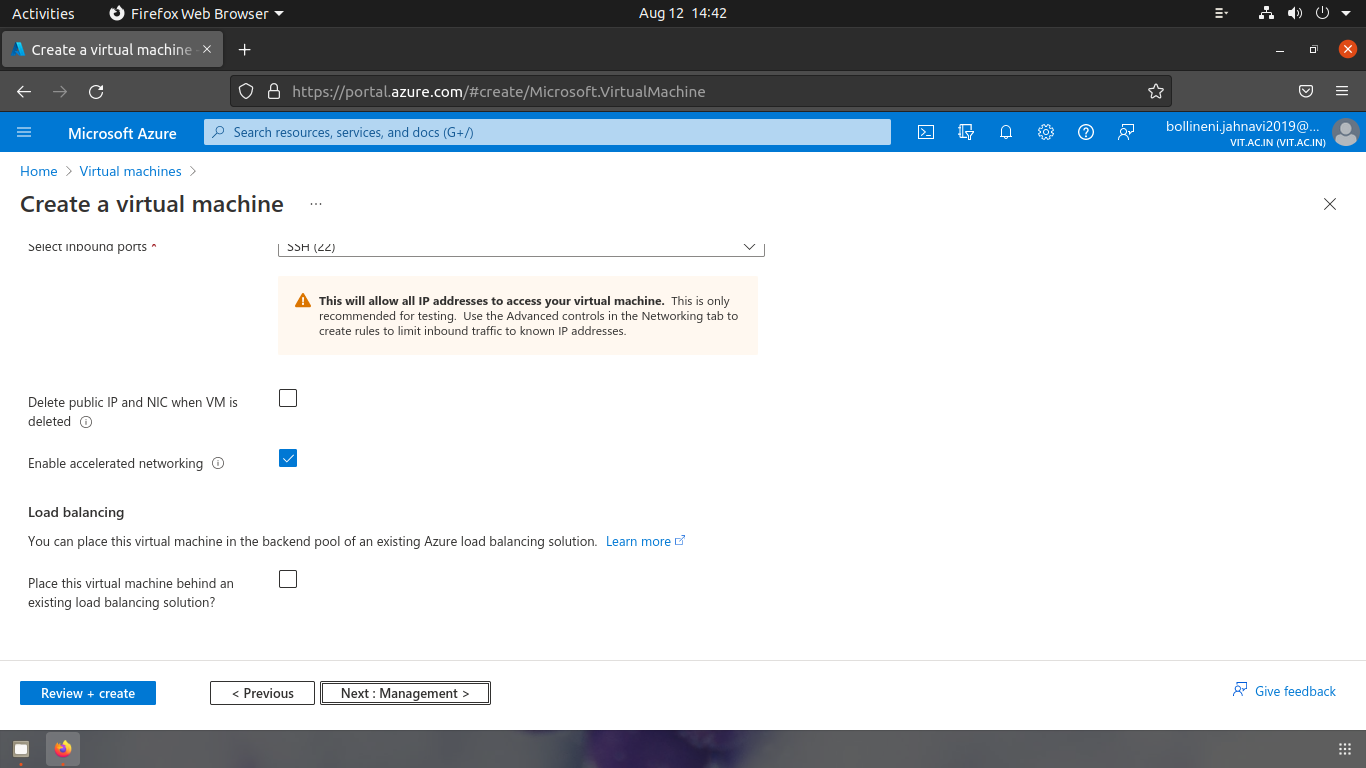 Activities
Firefox Web Browser
Aug 12 14:42
Create a virtual machine
https://portal.azure.com/#create/Microsoft.VirtualMachine
Microsoft Azure
Search resources, services, and docs (G+/)
bollineni.jahnavi2019@...
VIT.AC.IN (VIT.AC.IN)
Home > Virtual machines >
Create a virtual machine ...
Select inbound ports *
SSH (22)
This will allow all IP addresses to access your virtual machine. This is only
recommended for testing. Use the Advanced controls in the Networking tab to
create rules to limit inbound traffic to known IP addresses.
Delete public IP and NIC when VM is
deleted
Enable accelerated networking
Load balancing
You can place this virtual machine in the backend pool of an existing Azure load balancing solution. Learn more
Place this virtual machine behind an
existing load balancing solution?
Review + create
< Previous
Next : Management >
Give feedback